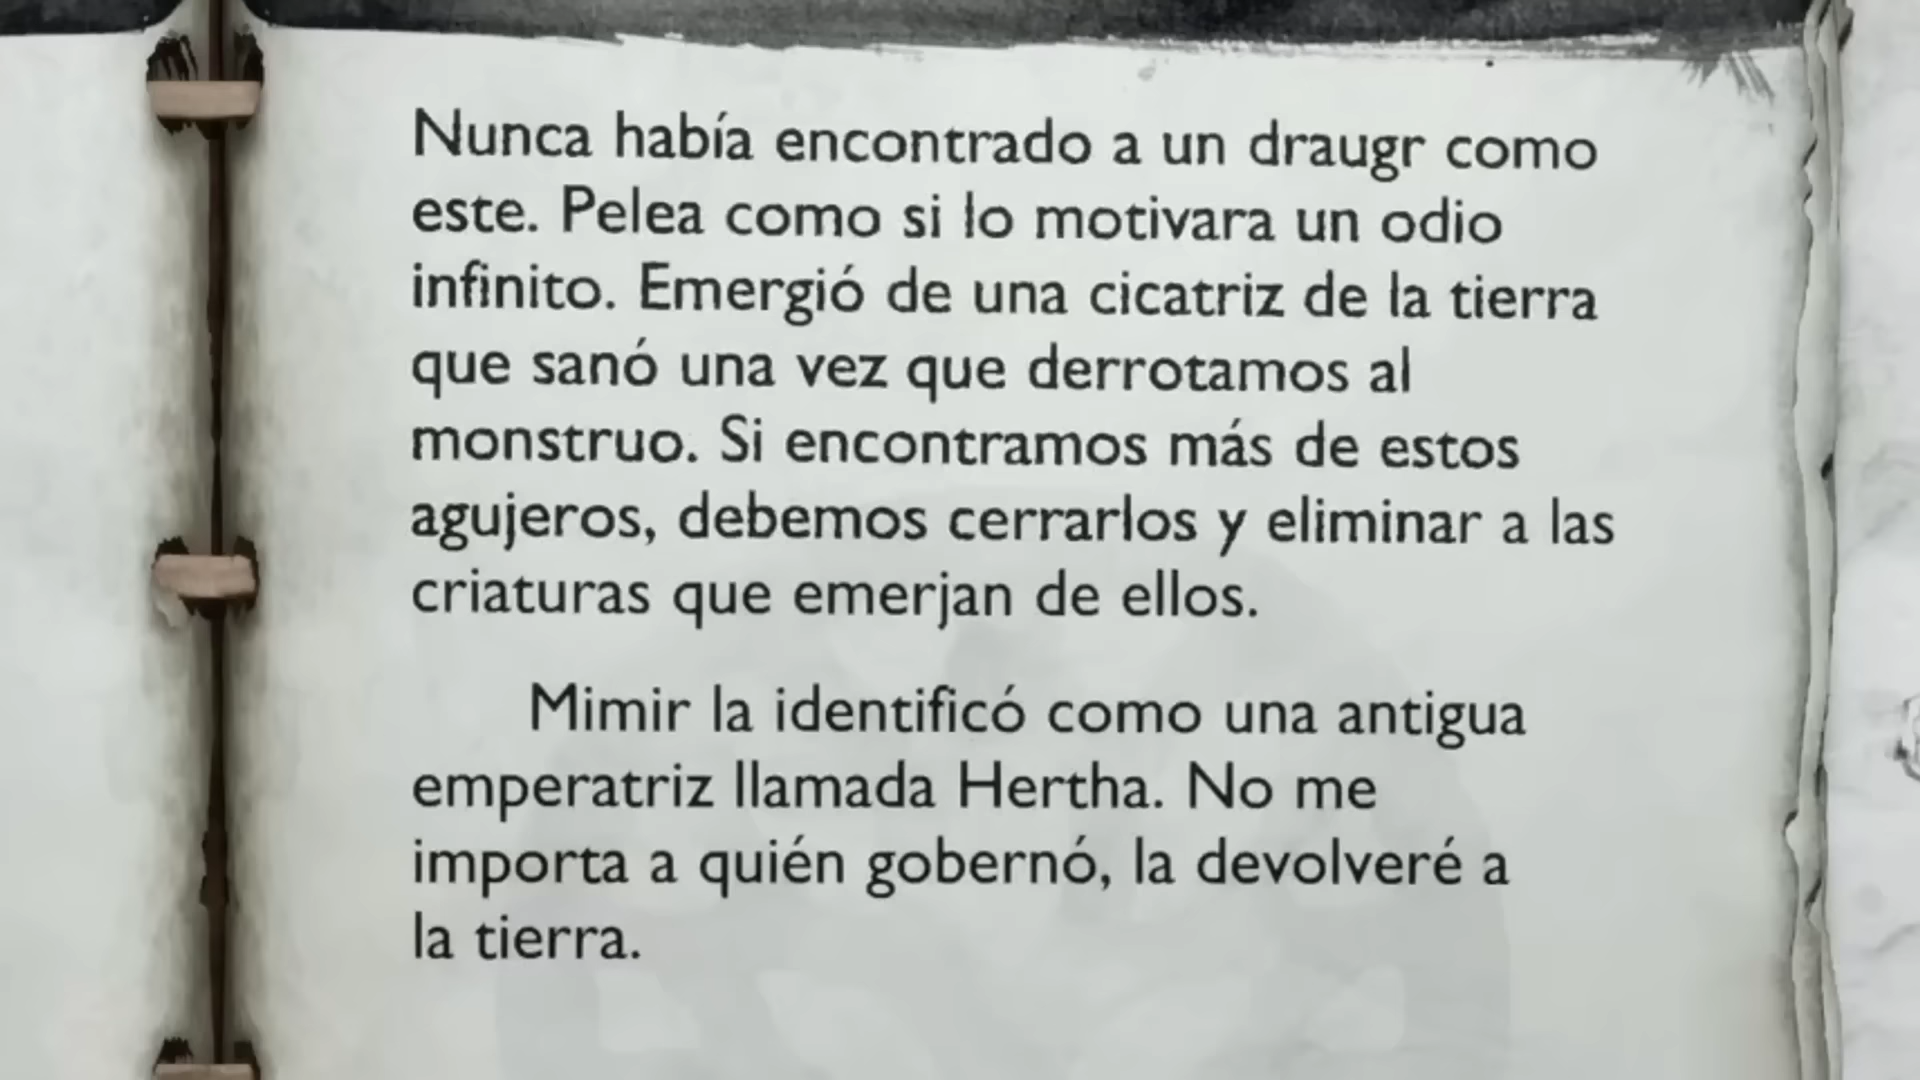 Nunca había encontrado a un draugr como
este. Pelea como si lo motivara un odio
infinito. Emergió de una cicatriz de la tierra
que sanó una vez que derrotamos al
monstruo. Si encontramos más de estos
agujeros, debemos cerrarlos y eliminar a las
criaturas que emerjan de ellos.
Mimir la identificó como una antigua
emperatriz llamada Hertha. No me
importa a quién gobernó, la devolveré a
la tierra.